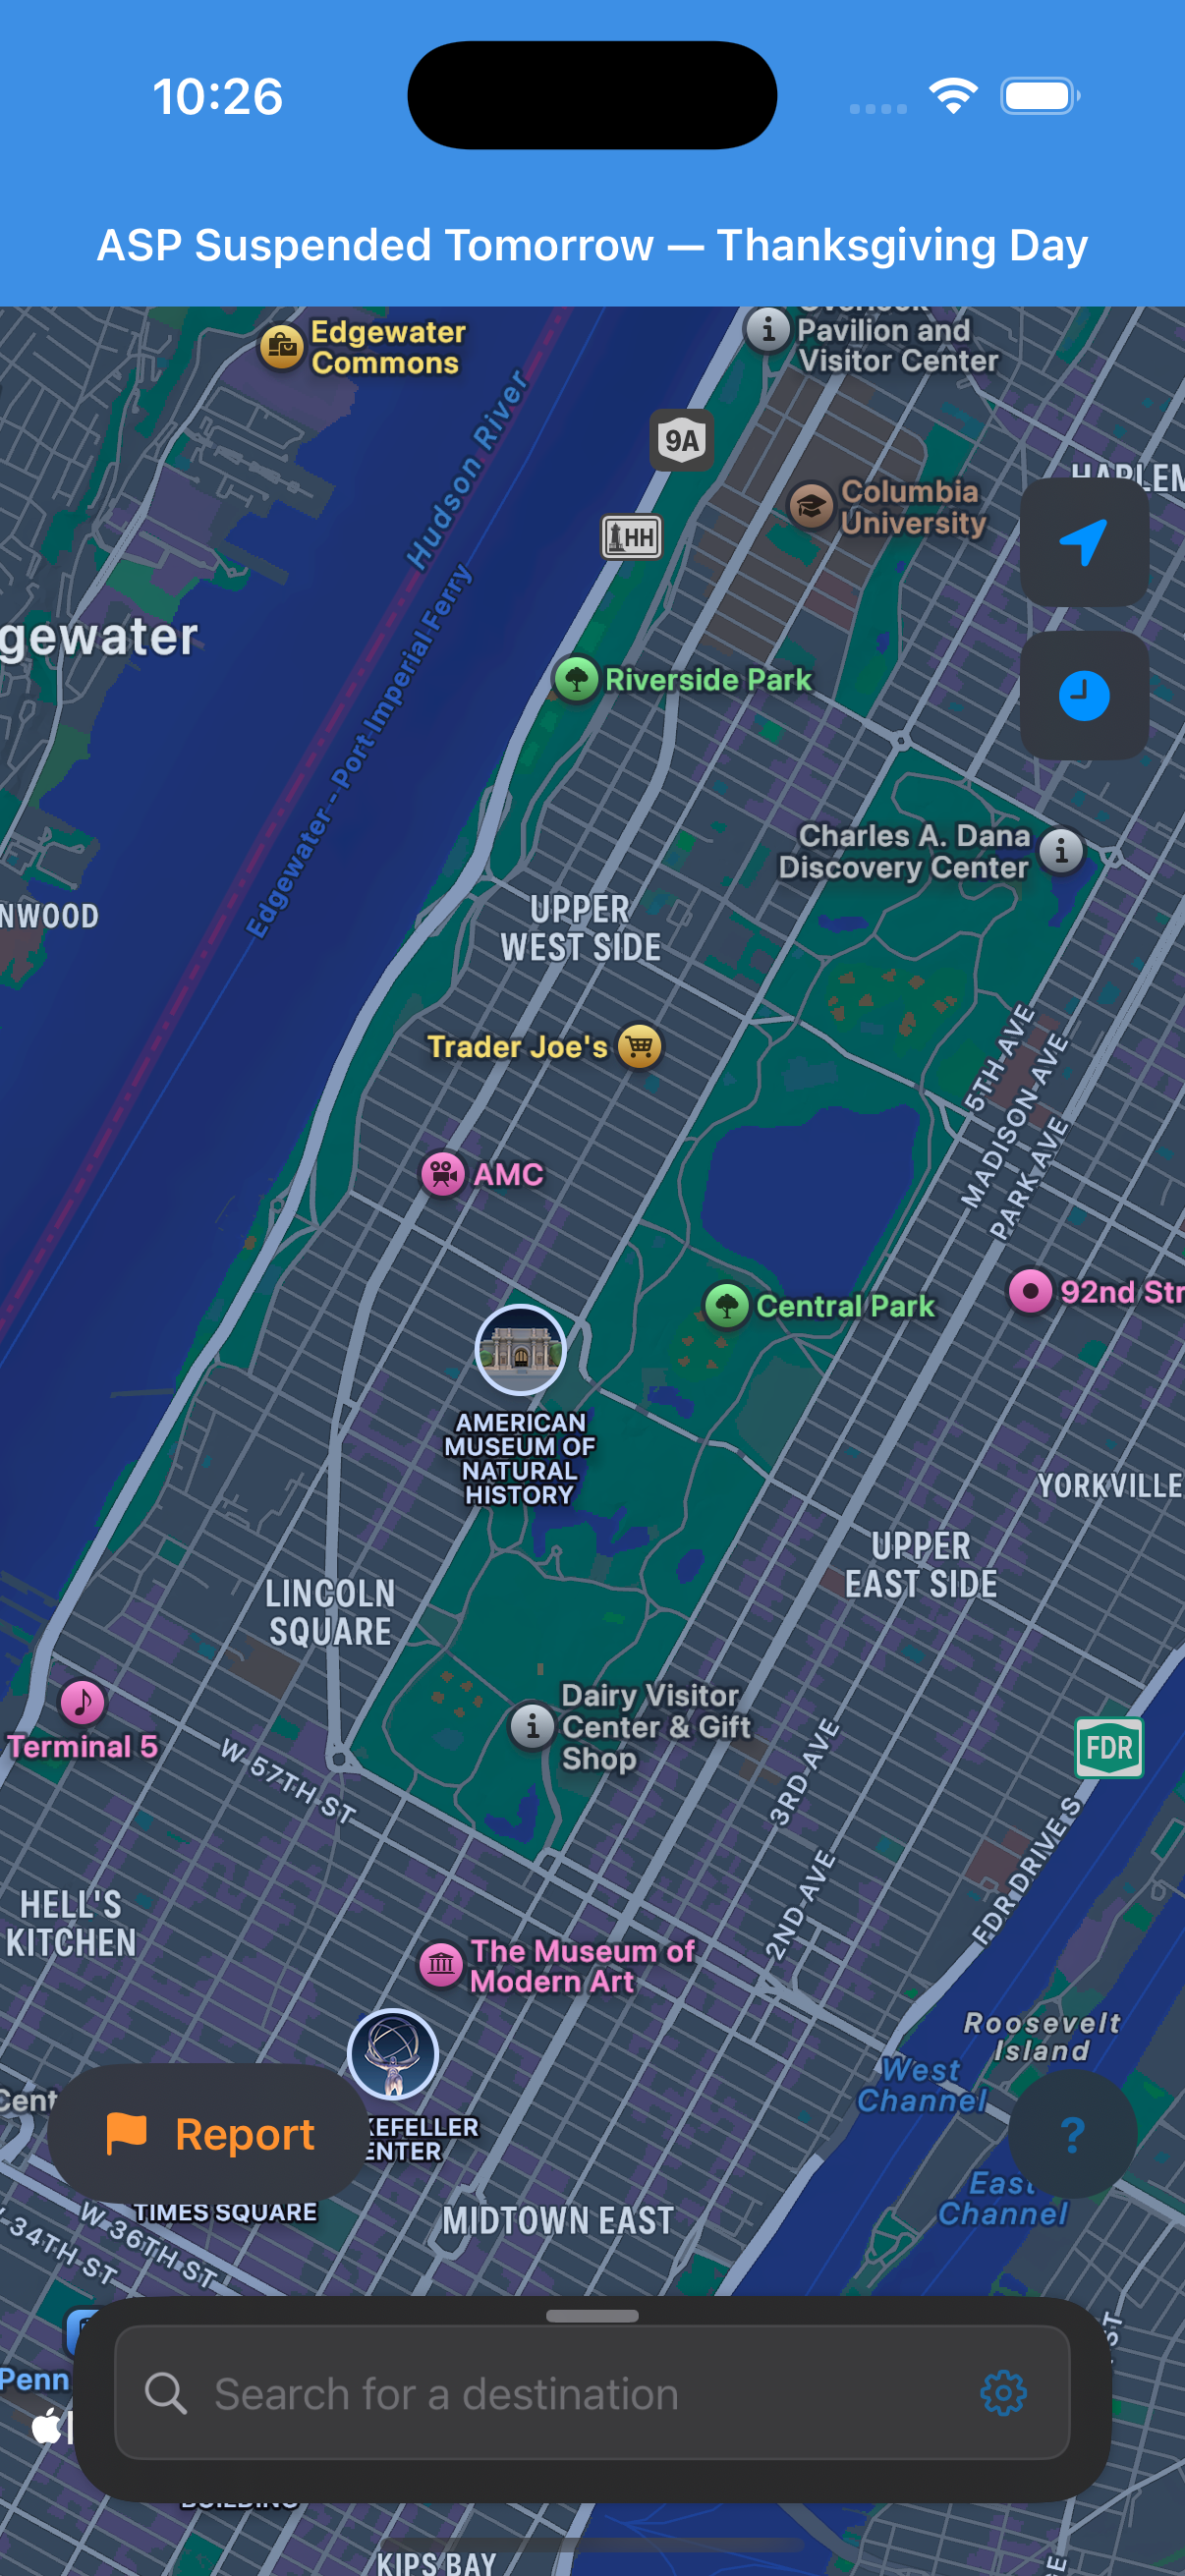 10:26
ASP Suspended Tomorrow — Thanksgiving Day
Edgewater
Commons
Pavilion and
Visitor Center
Hudson River
9A
HH
Columbia
University
HARLEM
gewater
Edgewater - Port Imperial Ferry
Riverside Park
Charles A. Dana
Discovery Center
NWOOD
UPPER
WEST SIDE
Trader Joe's
5TH AVE
MADISON AVE
PARK AVE
AMC
92nd Str
Central Park
AMERICAN
MUSEUM OF
NATURAL
HISTORY
YORKVILLE
UPPER
EAST SIDE
LINCOLN
SQUARE
Dairy Visitor
Center & Gift
Shop
Terminal 5
W 57TH ST
3RD AVE
FDR
FDR DRIVE S
2ND AVE
HELL'S
KITCHEN
The Museum of
Modern Art
Roosevelt
Island
West
Channel
Cent
Report
KEFELLER
ENTER
?
East
Channel
TIMES SQUARE
MIDTOWN EAST
W 36TH ST
34TH ST
Penn
Search for a destination
KIPS BAY